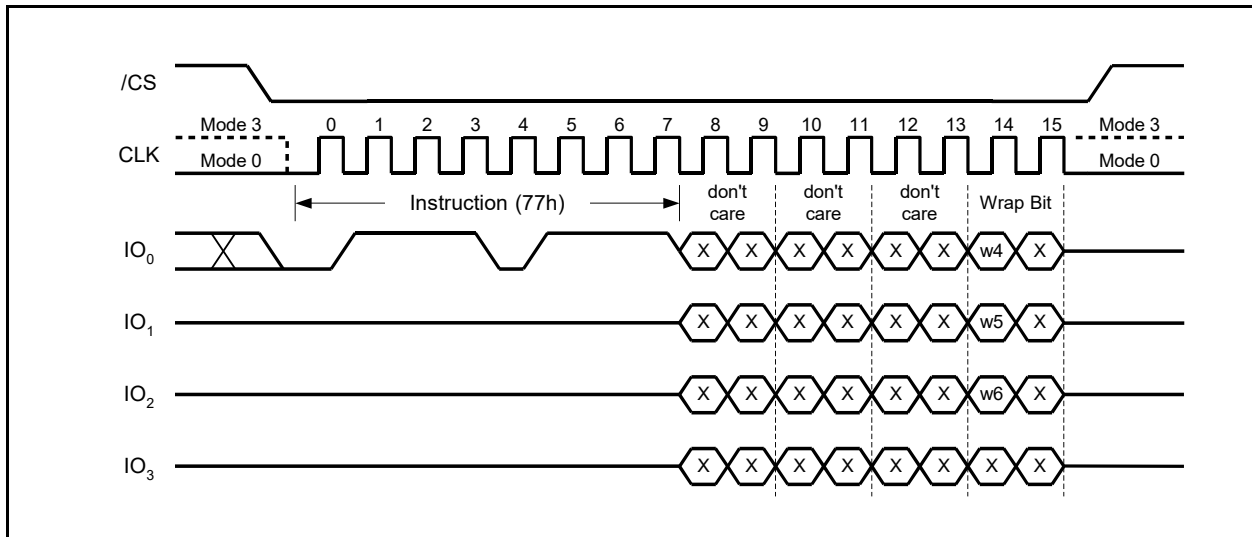 /CS
Mode 3 0 1 2 3 4 5 6 7 8 9 10 11 12 13 14 15 Mode 3
CLK
Mode 0 Mode 0
Instruction (77h) don't care don't care don't care Wrap Bit
IO0 X X X X X X w4 X
IO1 X X X X X X w5 X
IO2 X X X X X X w6 X
IO3 X X X X X X X X